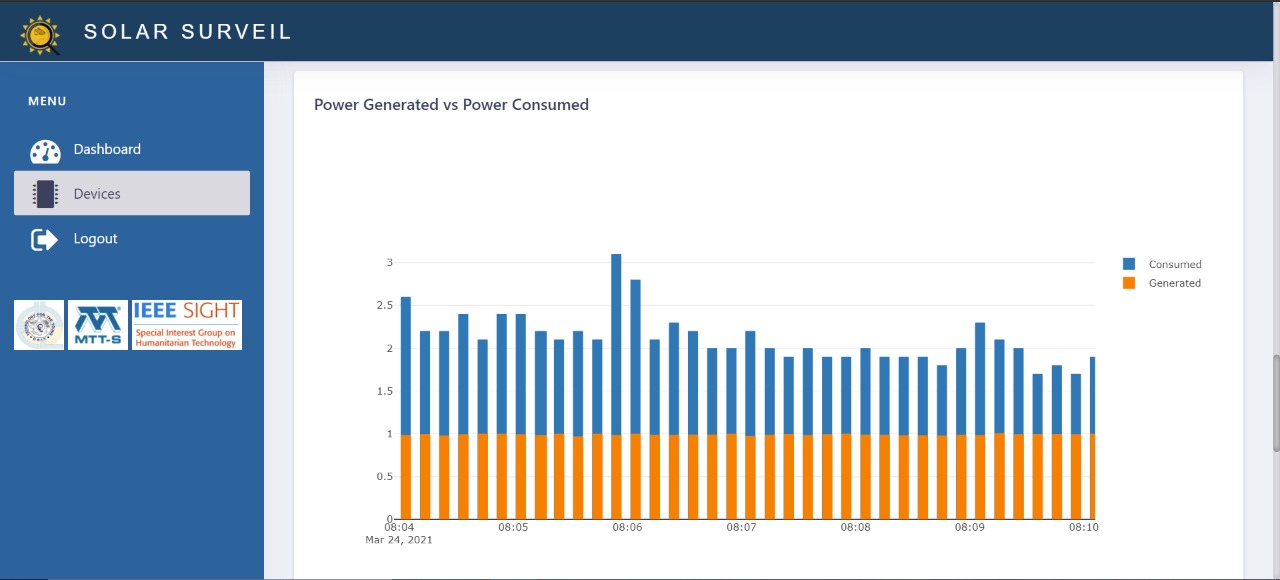 SOLAR SURVEIL
MENU
Dashboard
Devices
Logout
MTT-S
IEEE SIGHT
Special Interest Group on
Humanitarian Technology
Power Generated vs Power Consumed
3
2.5
2
1.5
1
0.5
0
08:04 08:05 08:06 08:07 08:08 08:09 08:10
Mar 24, 2021
Consumed
Generated